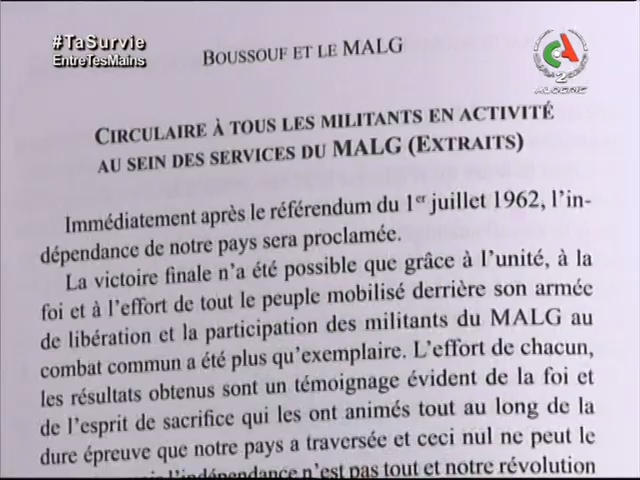 #TaSurvie
EntreTesMains
BOUSSOUF ET LE MALG
2
ALGERIE
CIRCULAIRE À TOUS LES MILITANTS EN ACTIVITÉ
AU SEIN DES SERVICES DU MALG (EXTRAITS)
Immédiatement après le référendum du 1er juillet 1962, l'in-
dépendance de notre pays sera proclamée.
La victoire finale n'a été possible que grâce à l'unité, à la
foi et à l'effort de tout le peuple mobilisé derrière son armée
de libération et la participation des militants du MALG au
combat commun a été plus qu'exemplaire. L'effort de chacun,
les résultats obtenus sont un témoignage évident de la foi et
de l'esprit de sacrifice qui les ont animés tout au long de la
dure épreuve que notre pays a traversée et ceci nul ne peut le
l'indépendance n'est pas tout et notre révolution